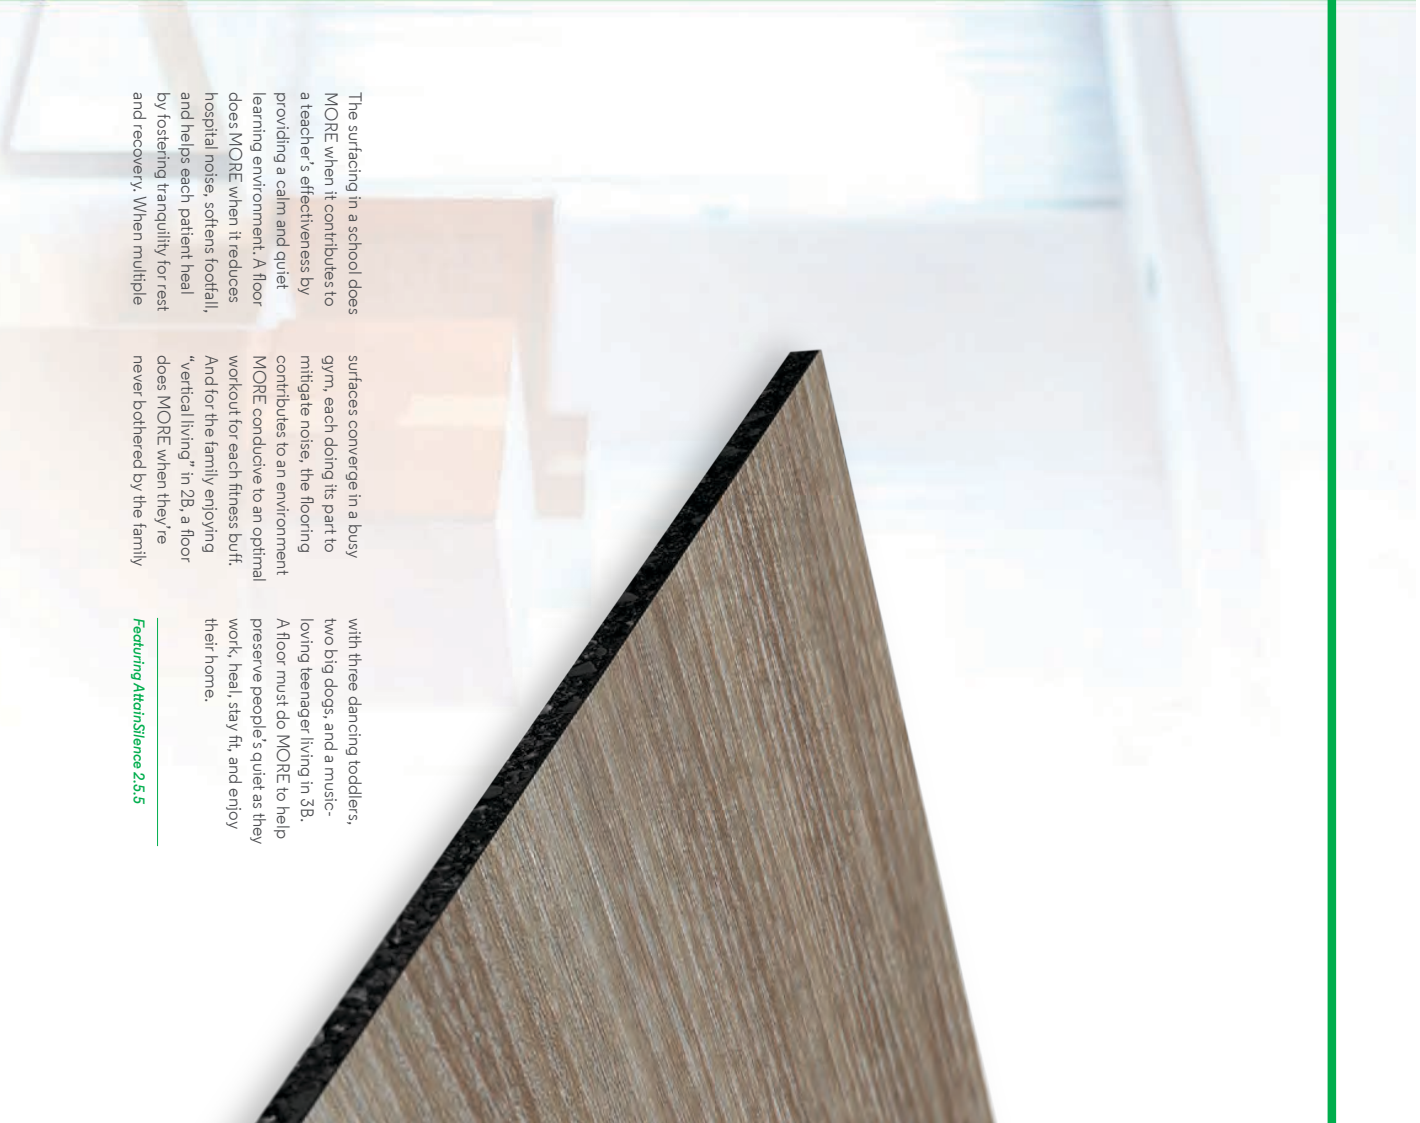 The surfacing in a school does
MORE when it contributes to
a teacher's effectiveness by
providing a calm and quiet
learning environment. A floor
does MORE when it reduces
hospital noise, softens footfall,
and helps each patient heal
by fostering tranquility for rest
and recovery. When multiple
surfaces converge in a busy
gym, each doing its part to
mitigate noise, the flooring
contributes to an environment
MORE conducive to an optimal
workout for each fitness buff.
And for the family enjoying
“vertical living” in 2B, a floor
does MORE when they’re
never bothered by the family
with three dancing toddlers,
two big dogs, and a music-
loving teenager living in 3B.
A floor must do MORE to help
preserve people’s quiet as they
work, heal, stay fit, and enjoy
their home.
Featuring AttainSilence 2.5.5